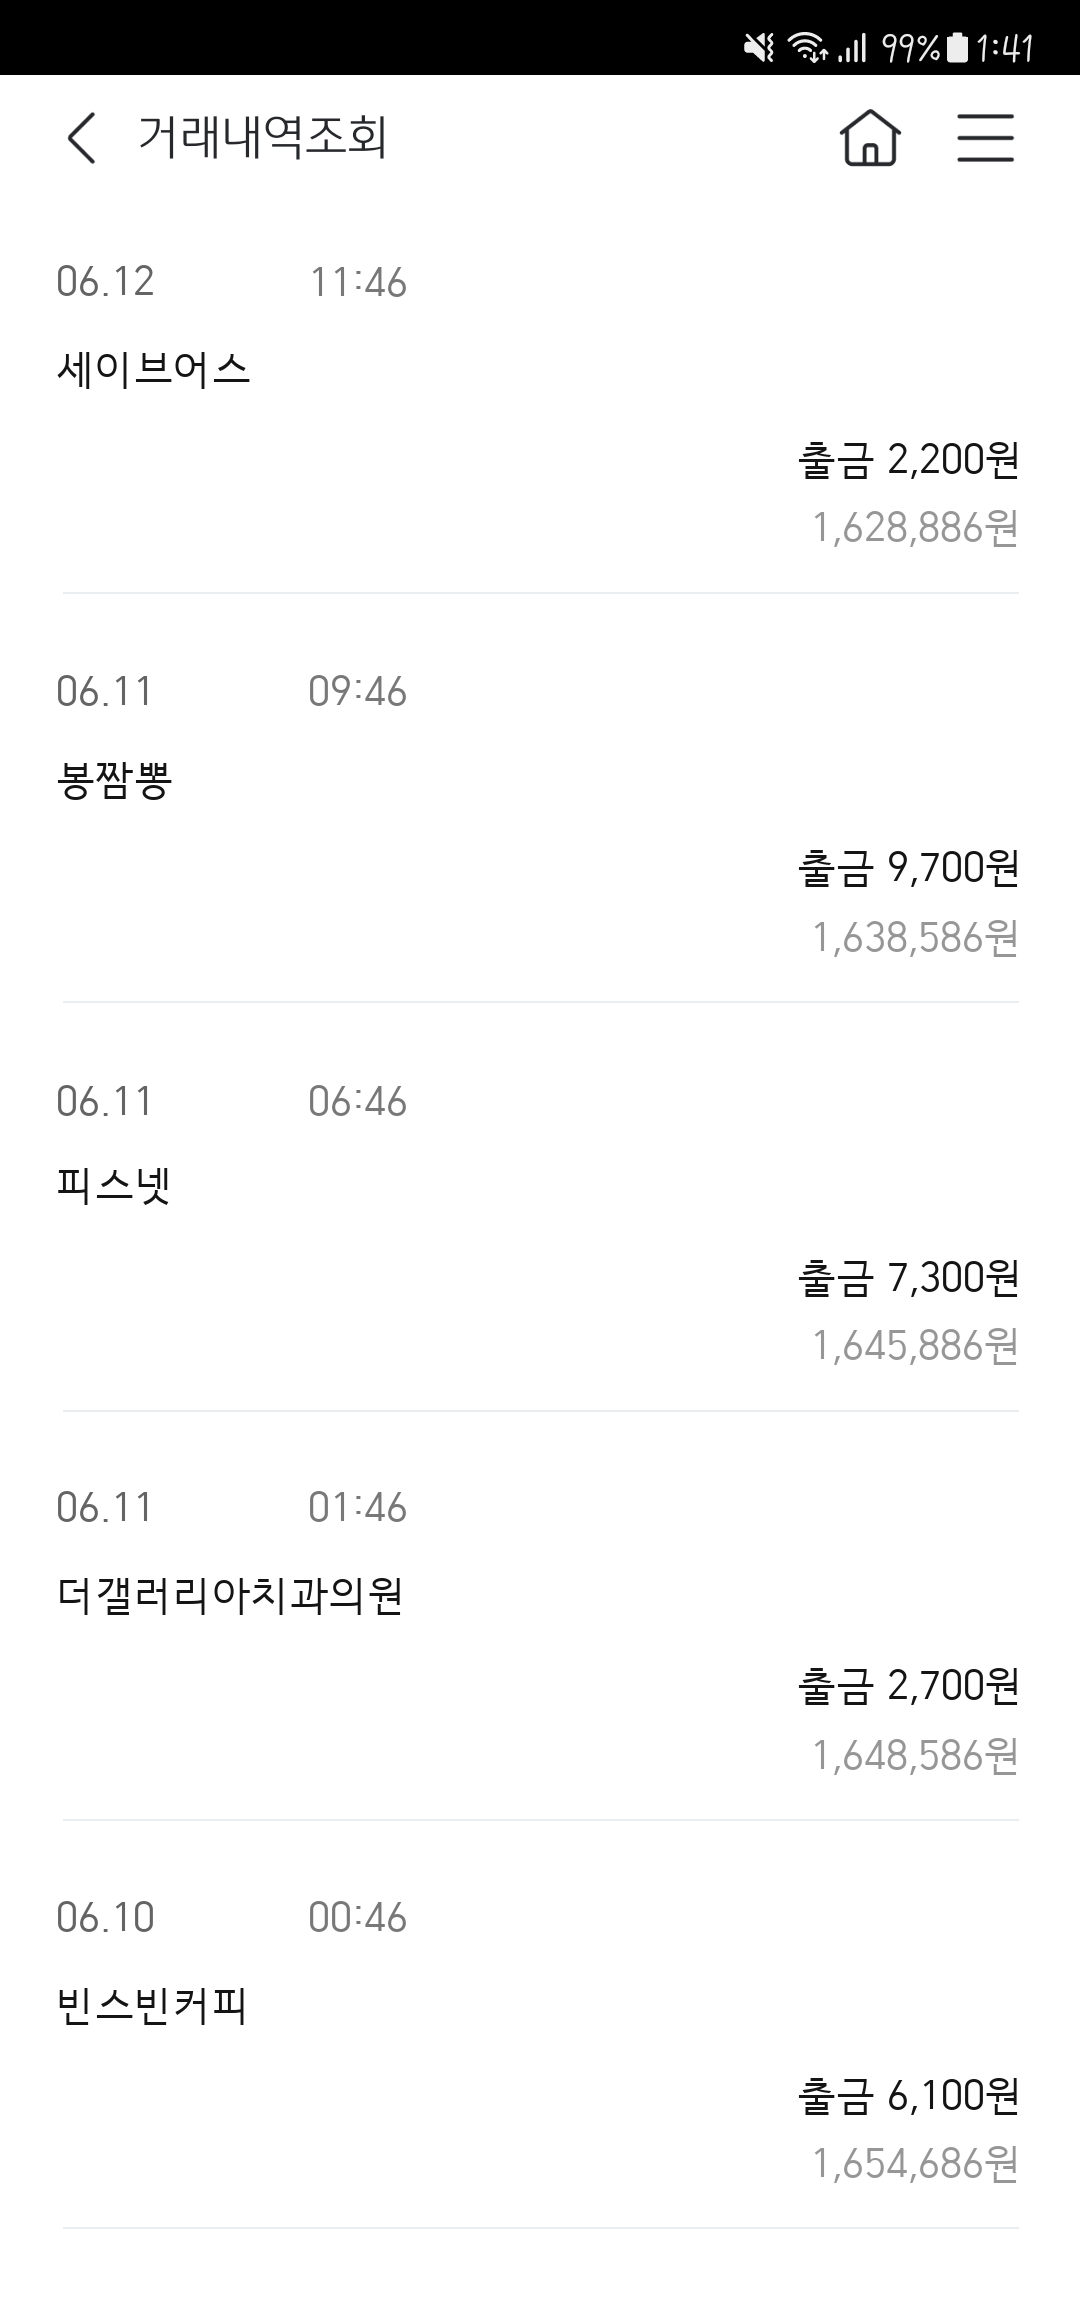 99% 1:41
거래내역조회
06.12 11:46
세이브어스
출금 2,200원
1,628,886원
06.11 09:46
봉짬뽕
출금 9,700원
1,638,586원
06.11 06:46
피스넷
출금 7,300원
1,645,886원
06.11 01:46
더갤러리아치과의원
출금 2,700원
1,648,586원
06.10 00:46
빈스빈커피
출금 6,100원
1,654,686원